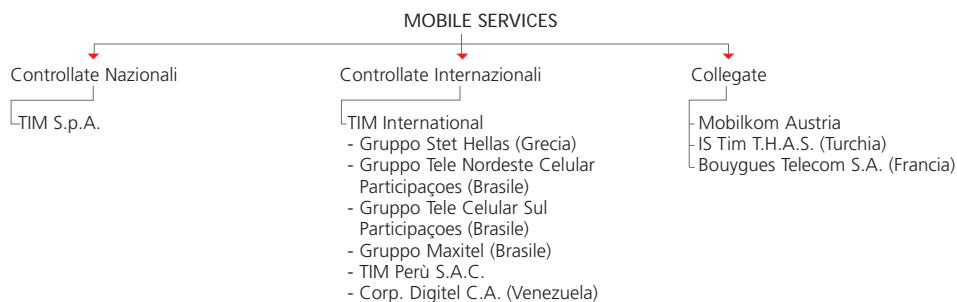 MOBILE SERVICES
Controllate Nazionali
TIM S.p.A.
Controllate Internazionali
TIM International
- Gruppo Stet Hellas (Grecia)
- Gruppo Tele Nordeste Celular
Participaçoes (Brasile)
- Gruppo Tele Celular Sul
Participaçoes (Brasile)
- Gruppo Maxitel (Brasile)
- TIM Perù S.A.C.
- Corp. Digitel C.A. (Venezuela)
Collegate
Mobilkom Austria
IS Tim T.H.A.S. (Turchia)
Bouygues Telecom S.A. (Francia)